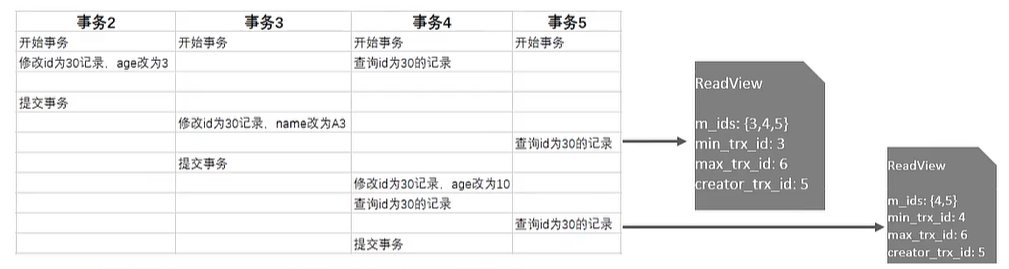 事务2 事务3 事务4 事务5
开始事务 开始事务 开始事务 开始事务
修改id为30记录，age改为3 查询id为30的记录
提交事务
修改id为30记录，name改为A3
查询id为30的记录
提交事务
修改id为30记录，age改为10
查询id为30的记录
查询id为30的记录
提交事务
ReadView
m_ids: {3,4,5}
min_trx_id: 3
max_trx_id: 6
creator_trx_id: 5
ReadView
m_ids: {4,5}
min_trx_id: 4
max_trx_id: 6
creator_trx_id: 5